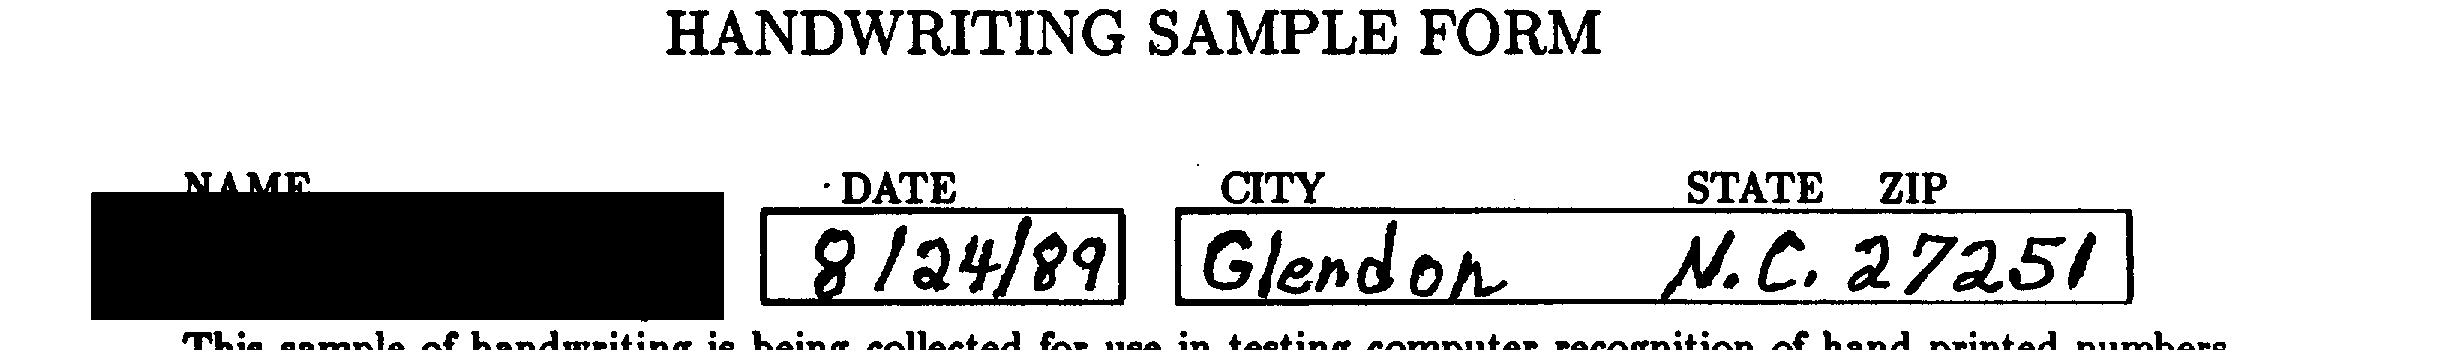 HANDWRITING SAMPLE FORM
NAME DATE CITY STATE ZIP
8/24/89 Glendon N.C. 27251
This sample of handwriting is being collected for use in testing computer recognition of hand printed numbers